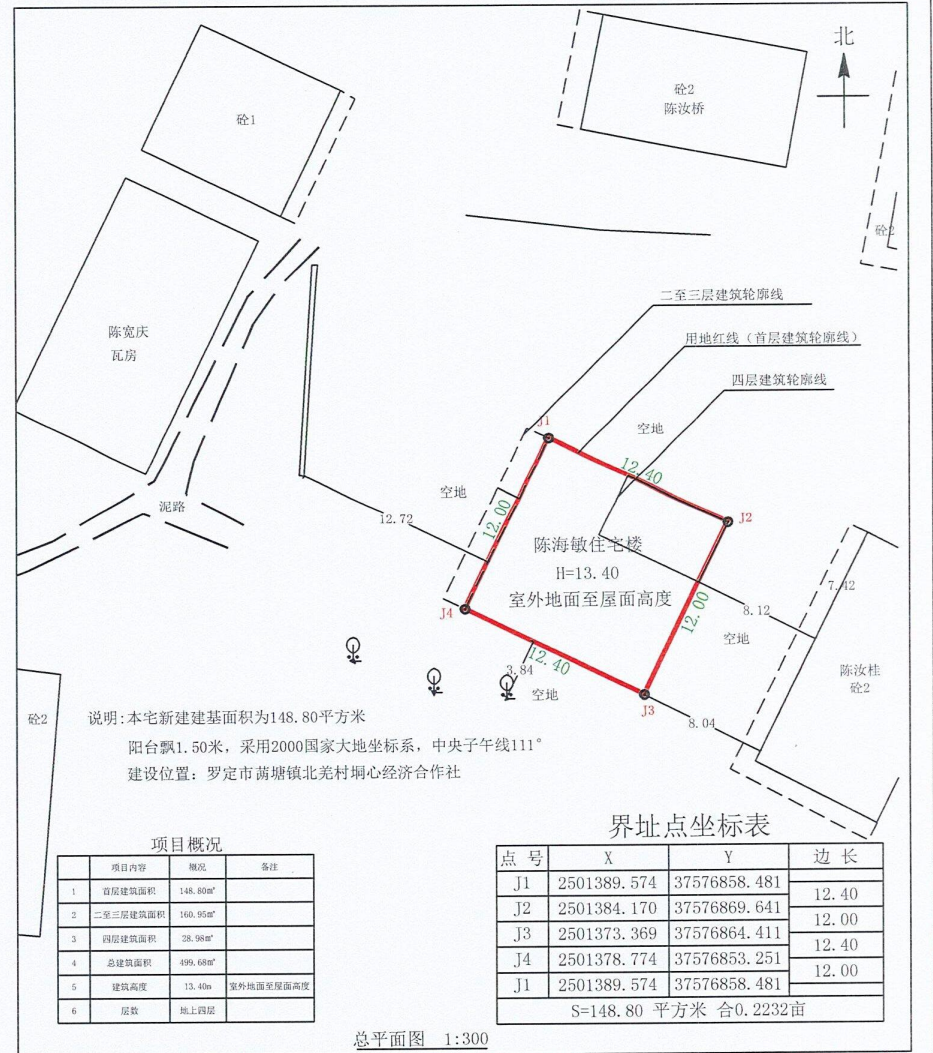 北
砼1
砼2
陈汝桥
砼2
二至三层建筑轮廓线
陈宽庆
瓦房
用地红线（首层建筑轮廓线）
四层建筑轮廓线
J1
空地
12.40
空地
泥路
12.72
12.00
J2
陈海敏住宅楼
H=13.40
室外地面至屋面高度
7.42
8.12
12.00
J4
空地
12.40
3.84
空地
陈汝桂
砼2
J3
8.04
砼2
说明:本宅新建建基面积为148.80平方米
阳台飘1.50米，采用2000国家大地坐标系，中央子午线111°
建设位置：罗定市䓣塘镇北羌村垌心经济合作社
项目概况
项目内容 概况 备注
1 首层建筑面积 148.80㎡
2 二至三层建筑面积 160.95㎡
3 四层建筑面积 28.98㎡
4 总建筑面积 499.68㎡
5 建筑高度 13.40m 室外地面至屋面高度
6 层数 地上四层
界址点坐标表
点 号 X Y 边 长
J1 2501389.574 37576858.481
12.40
J2 2501384.170 37576869.641
12.00
J3 2501373.369 37576864.411
12.40
J4 2501378.774 37576853.251
12.00
J1 2501389.574 37576858.481
S=148.80 平方米 合0.2232亩
总平面图 1:300